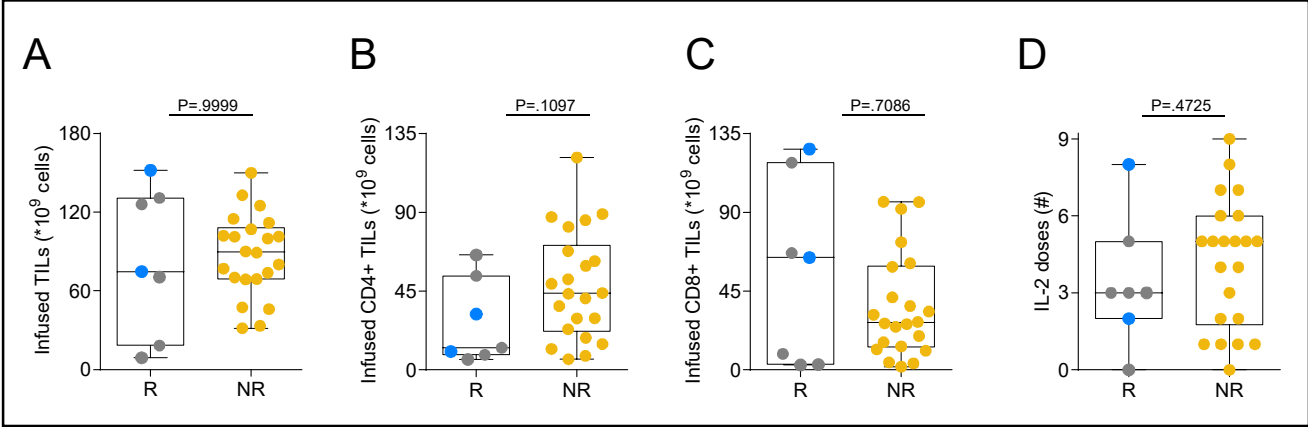 A
B
C
D
P=.9999
P=.1097
P=.7086
P=.4725
Infused TILs (*10⁹ cells)
180
120
60
0
R
NR
Infused CD4+ TILs (*10⁹ cells)
135
90
45
0
R
NR
Infused CD8+ TILs (*10⁹ cells)
135
90
45
0
R
NR
IL-2 doses (#)
9
6
3
0
R
NR